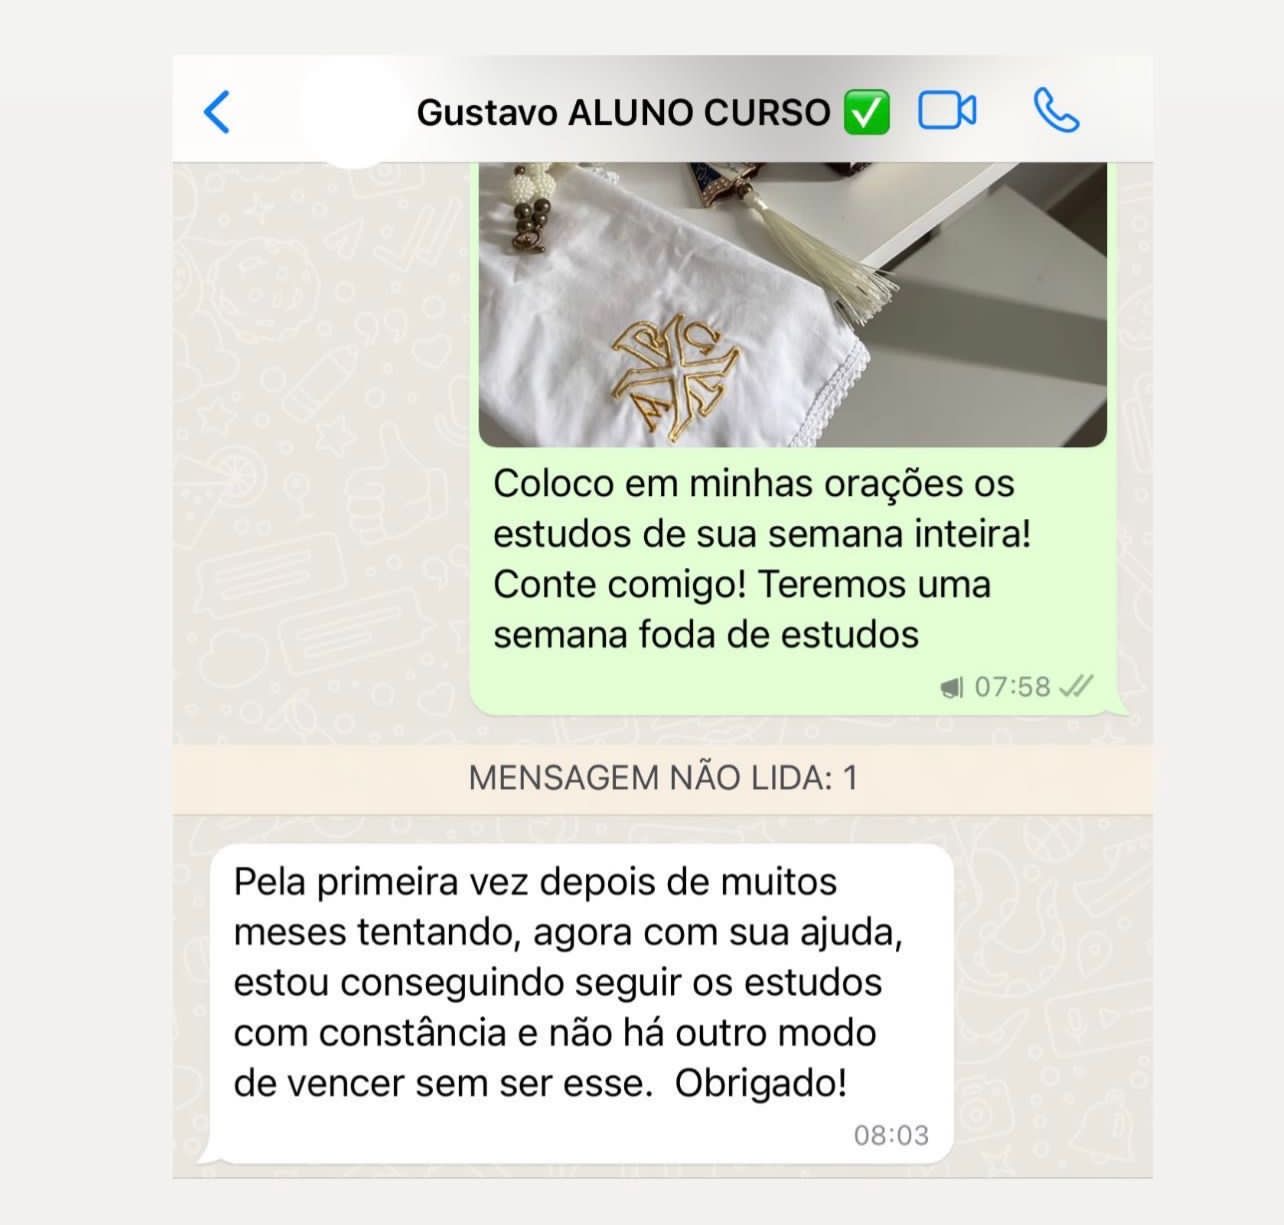 Gustavo ALUNO CURSO ✅
Coloco em minhas orações os
estudos de sua semana inteira!
Conte comigo! Teremos uma
semana foda de estudos
07:58
MENSAGEM NÃO LIDA: 1
Pela primeira vez depois de muitos
meses tentando, agora com sua ajuda,
estou conseguindo seguir os estudos
com constância e não há outro modo
de vencer sem ser esse.  Obrigado!
08:03